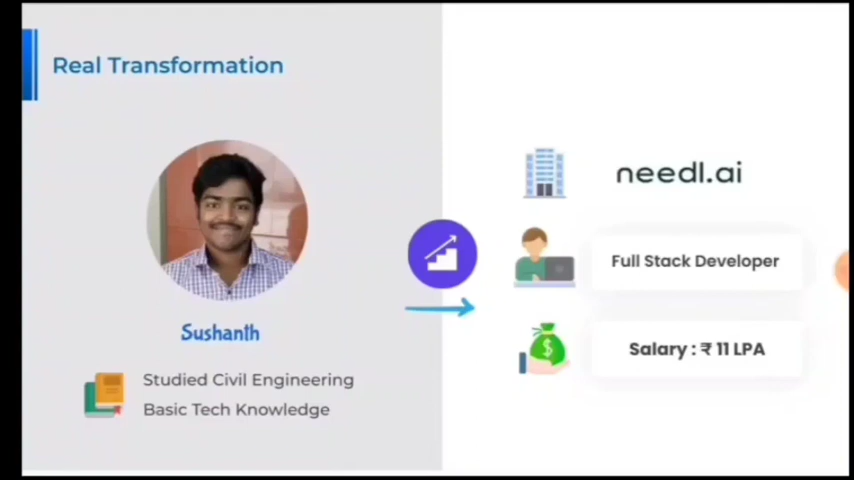 Real Transformation
Sushanth
Studied Civil Engineering
Basic Tech Knowledge
needl.ai
Full Stack Developer
Salary : ₹ 11 LPA